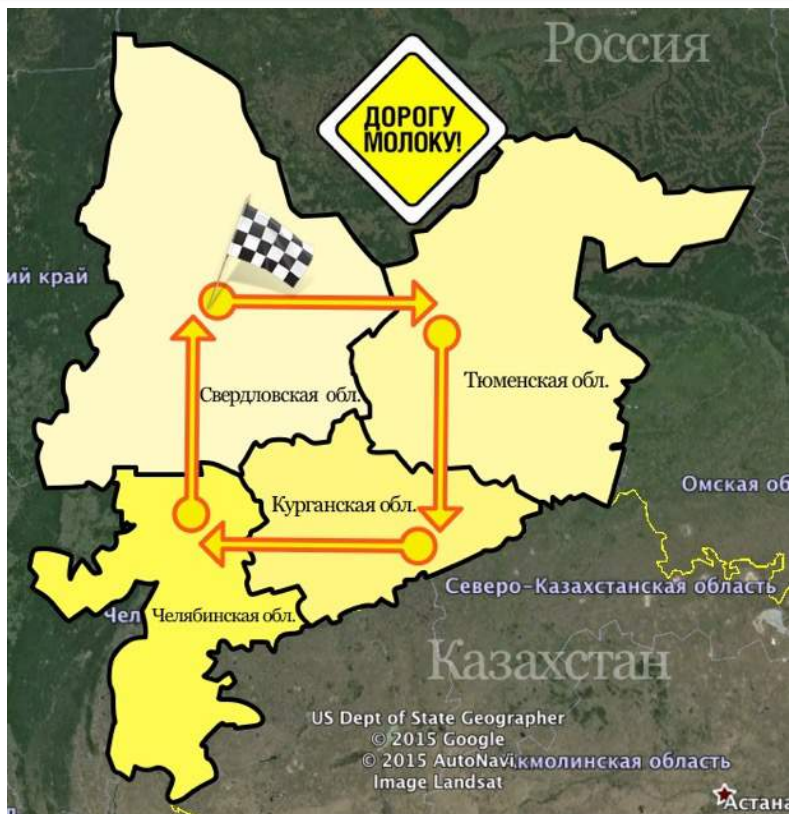 Россия
ДОРОГУ
МОЛОКУ!
ий край
Свердловская обл.
Тюменская обл.
Курганская обл.
Омская об
Северо-Казахстанская область
Чел
Челябинская обл.
Казахстан
US Dept of State Geographer
© 2015 Google
© 2015 AutoNavi
кмолинская область
Image Landsat
Астана